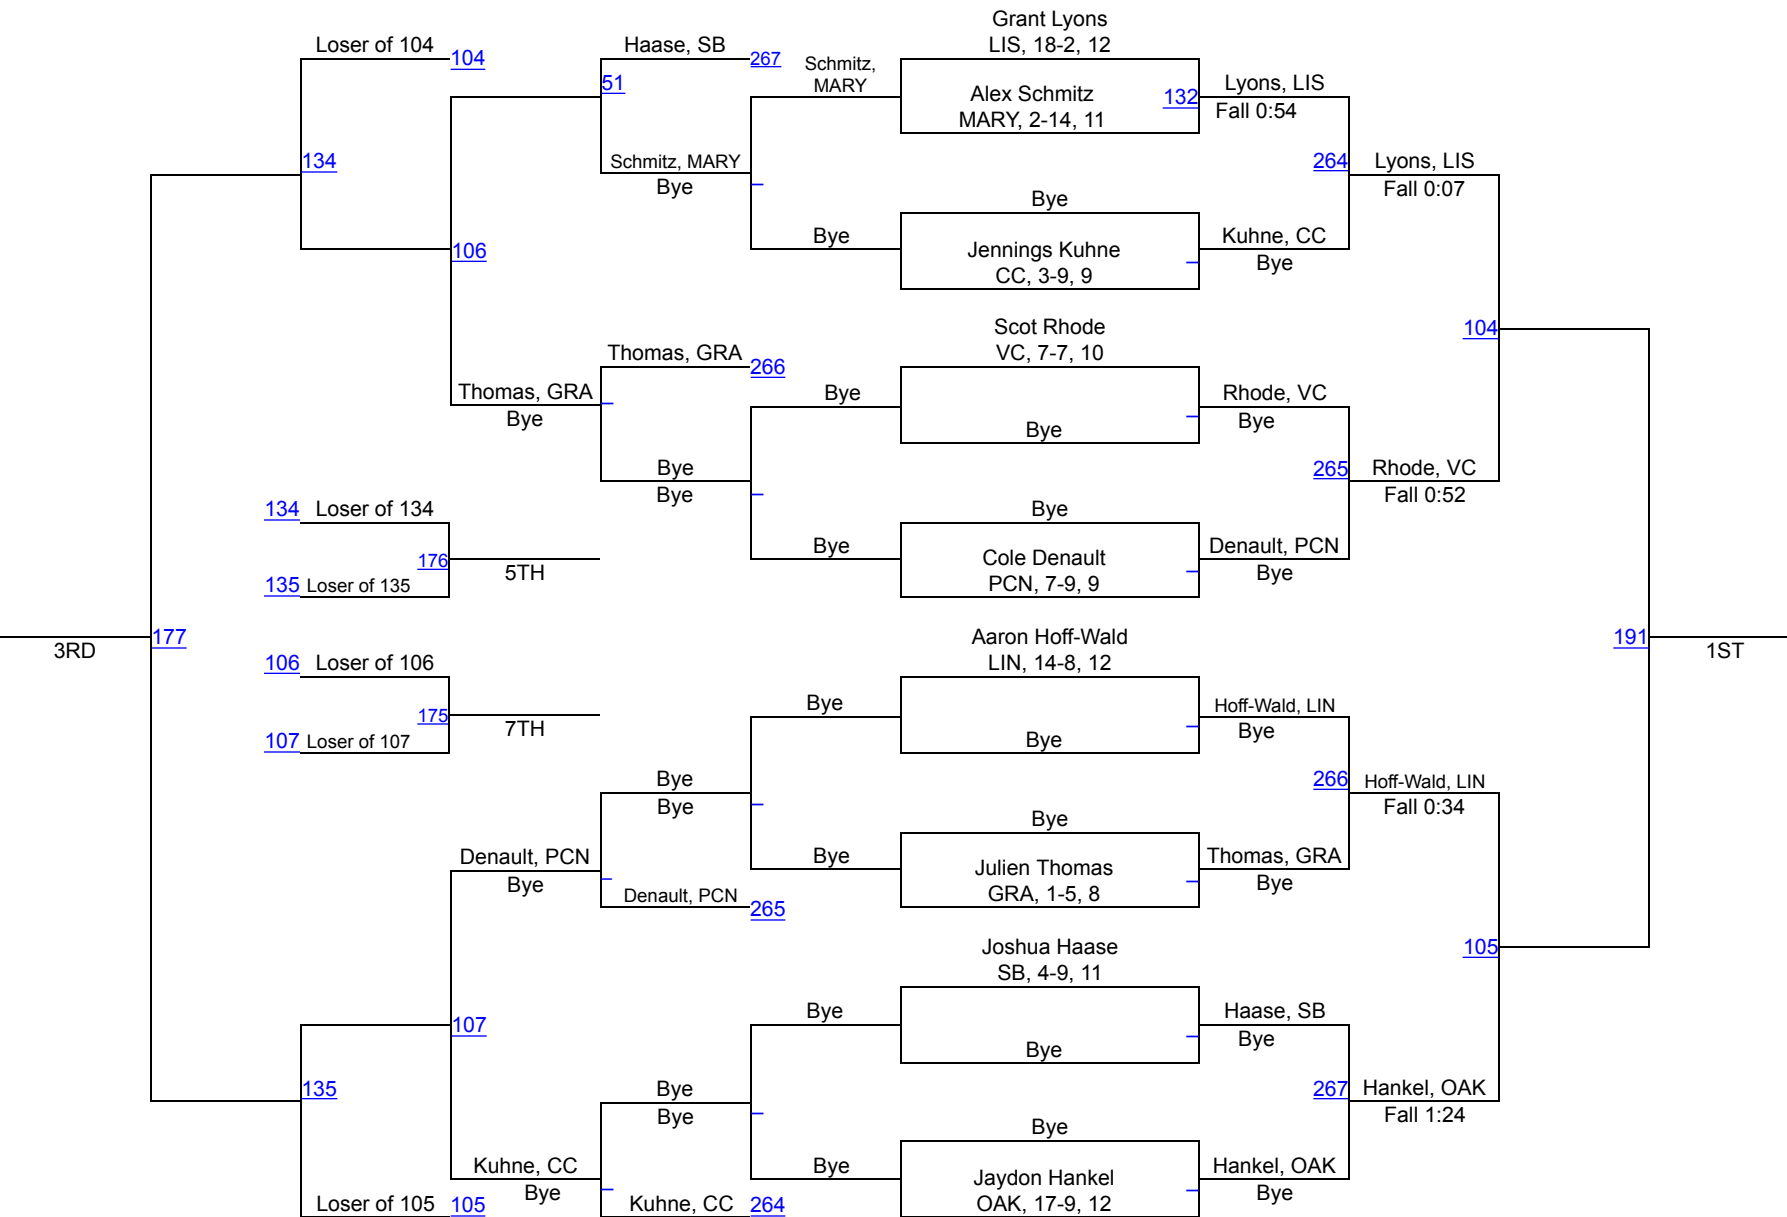 Grant Lyons
Loser of 104
104
Haase, SB
267
LIS, 18-2, 12
Schmitz,
MARY
51
Alex Schmitz
MARY, 2-14, 11
132
Lyons, LIS
Fall 0:54
134
Schmitz, MARY
Bye
264
Lyons, LIS
Fall 0:07
Bye
106
Bye
Jennings Kuhne
CC, 3-9, 9
Kuhne, CC
Bye
Scot Rhode
VC, 7-7, 10
104
Thomas, GRA
266
Thomas, GRA
Bye
Bye
Bye
Rhode, VC
Bye
Bye
Bye
265
Rhode, VC
Fall 0:52
134
Loser of 134
Bye
176
5TH
Bye
Cole Denault
PCN, 7-9, 9
Denault, PCN
Bye
135
Loser of 135
3RD
177
Aaron Hoff-Wald
LIN, 14-8, 12
191
1ST
106
Loser of 106
175
7TH
Bye
Bye
Hoff-Wald, LIN
Bye
107
Loser of 107
Bye
Bye
266
Hoff-Wald, LIN
Fall 0:34
Bye
Denault, PCN
Bye
Bye
Julien Thomas
GRA, 1-5, 8
Thomas, GRA
Bye
Denault, PCN
265
Joshua Haase
SB, 4-9, 11
105
107
Bye
Bye
Haase, SB
Bye
135
Bye
Bye
267
Hankel, OAK
Fall 1:24
Bye
Kuhne, CC
Bye
Bye
Jaydon Hankel
OAK, 17-9, 12
Hankel, OAK
Bye
Loser of 105
105
Kuhne, CC
264